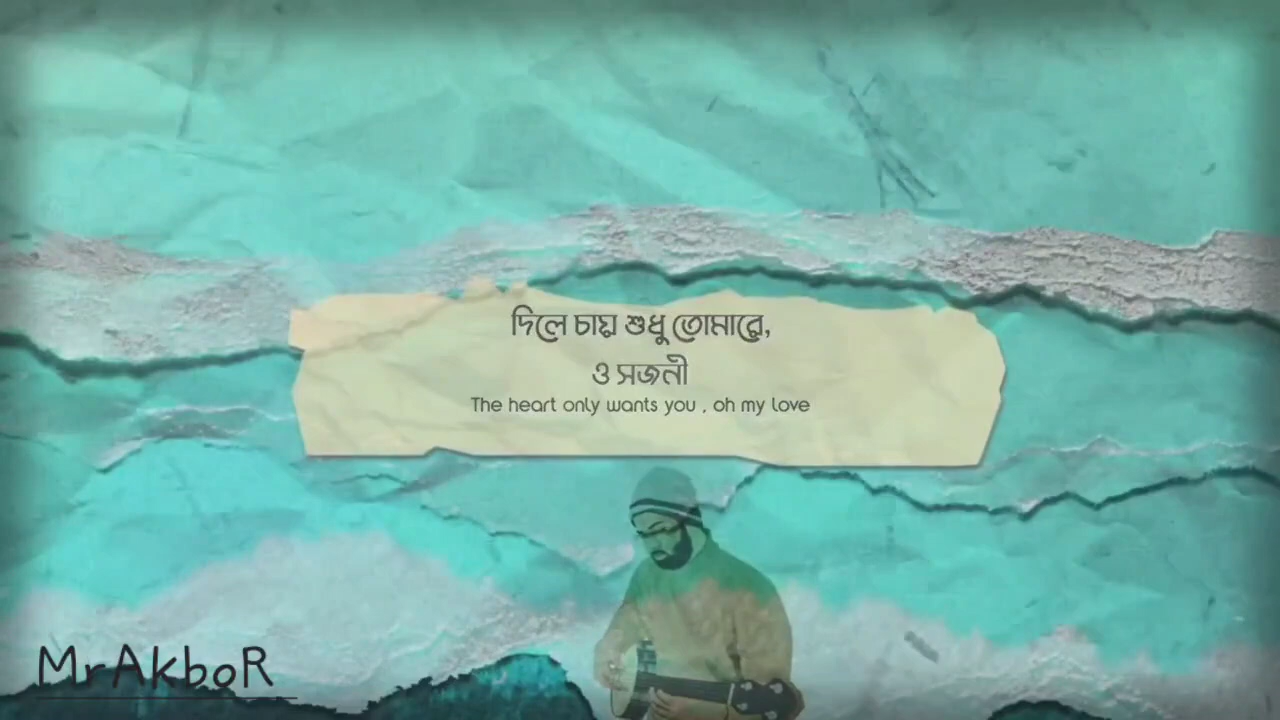 দিলে চায় শুধু তোমারে,
ও সজনী
The heart only wants you , oh my love
MrAkboR